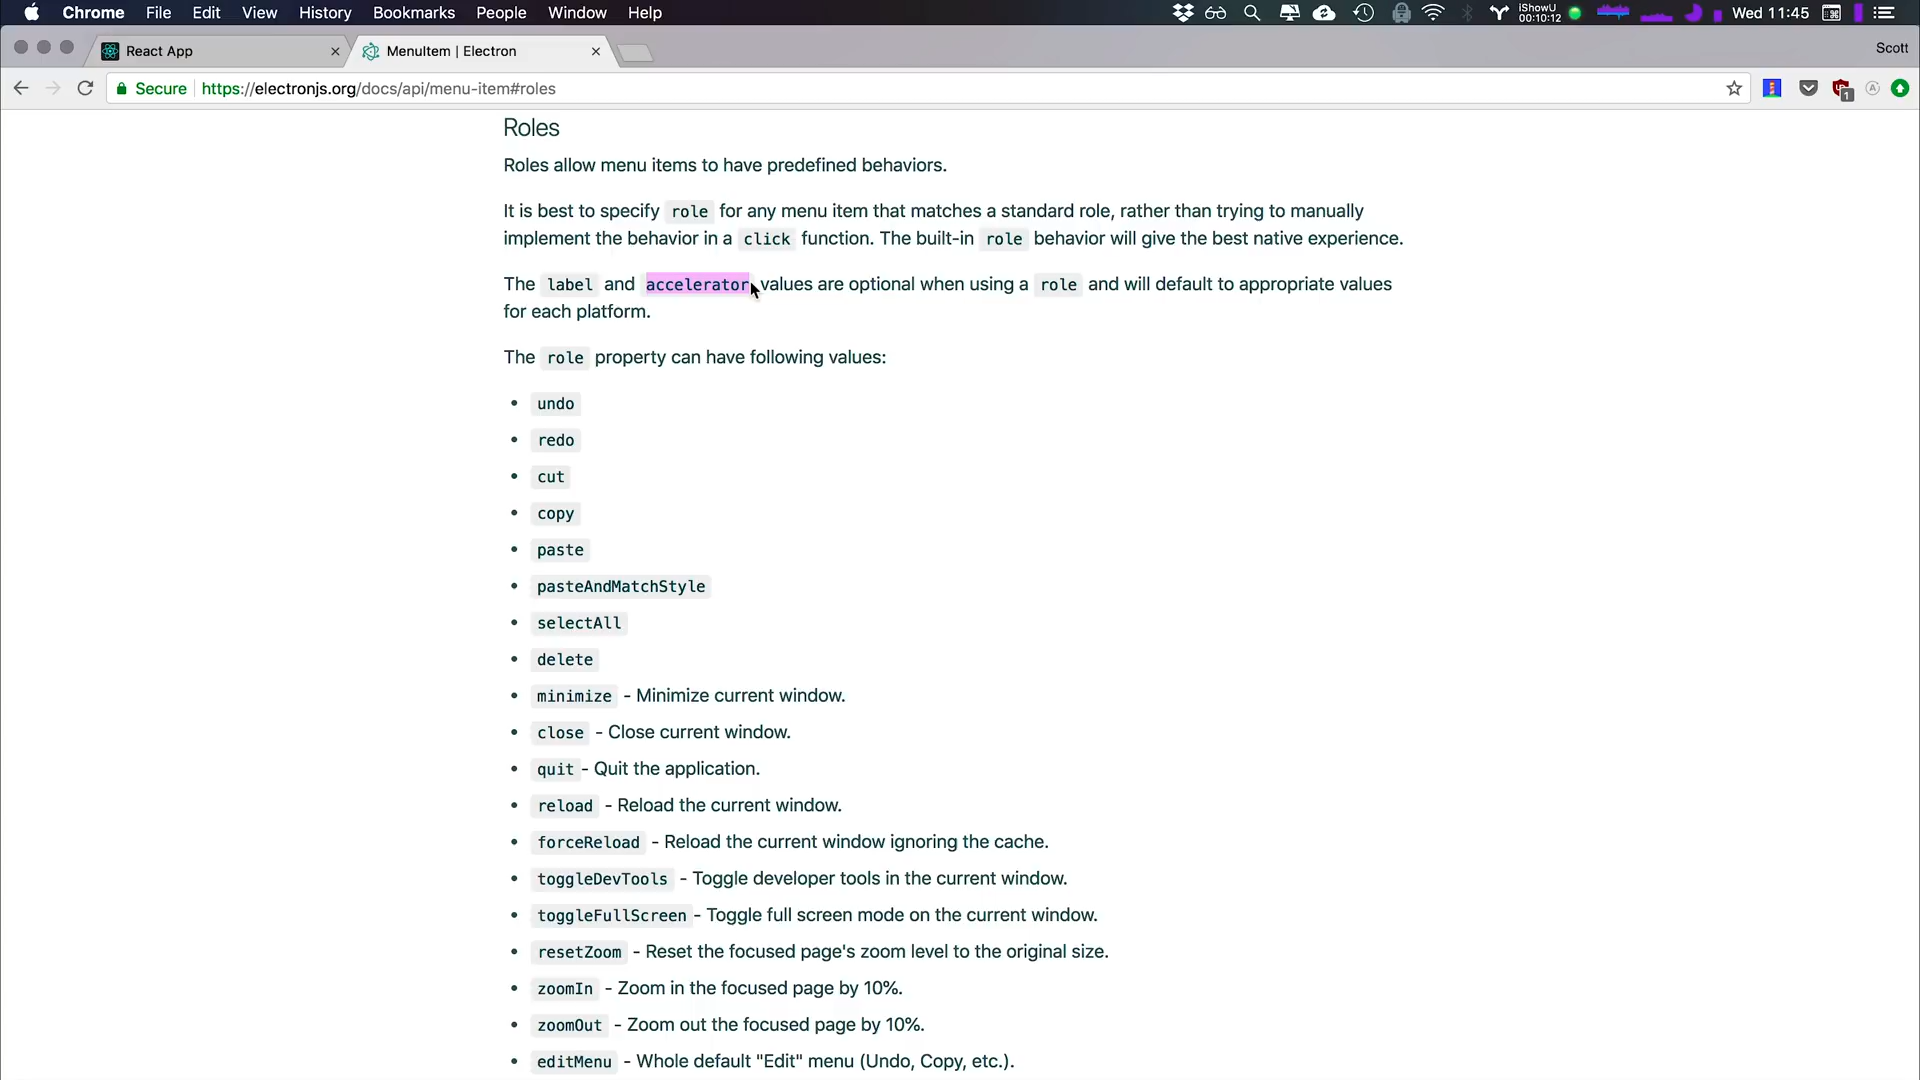 Chrome File Edit View History Bookmarks People Window Help iShowU 00:10:12 Wed 11:45
React App MenuItem | Electron Scott
Secure https://electronjs.org/docs/api/menu-item#roles 1
Roles
Roles allow menu items to have predefined behaviors.
It is best to specify role for any menu item that matches a standard role, rather than trying to manually
implement the behavior in a click function. The built-in role behavior will give the best native experience.
The label and accelerator values are optional when using a role and will default to appropriate values
for each platform.
The role property can have following values:
• undo
• redo
• cut
• copy
• paste
• pasteAndMatchStyle
• selectAll
• delete
• minimize - Minimize current window.
• close - Close current window.
• quit - Quit the application.
• reload - Reload the current window.
• forceReload - Reload the current window ignoring the cache.
• toggleDevTools - Toggle developer tools in the current window.
• toggleFullScreen - Toggle full screen mode on the current window.
• resetZoom - Reset the focused page's zoom level to the original size.
• zoomIn - Zoom in the focused page by 10%.
• zoomOut - Zoom out the focused page by 10%.
• editMenu - Whole default "Edit" menu (Undo, Copy, etc.).